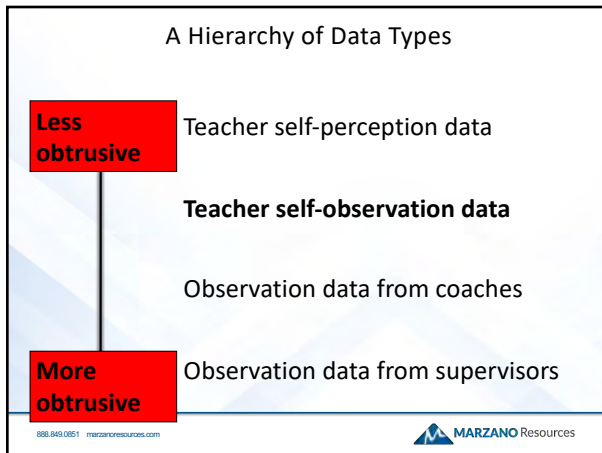 A Hierarchy of Data Types
Less
obtrusive
Teacher self-perception data
Teacher self-observation data
Observation data from coaches
More
obtrusive
Observation data from supervisors
888.849.0851 marzanoresources.com
MARZANO Resources